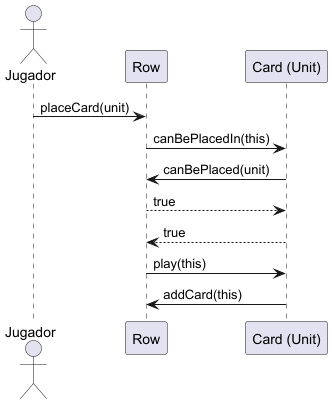 Jugador
Row
Card (Unit)
placeCard(unit)
canBePlacedIn(this)
canBePlaced(unit)
true
true
play(this)
addCard(this)
Jugador
Row
Card (Unit)